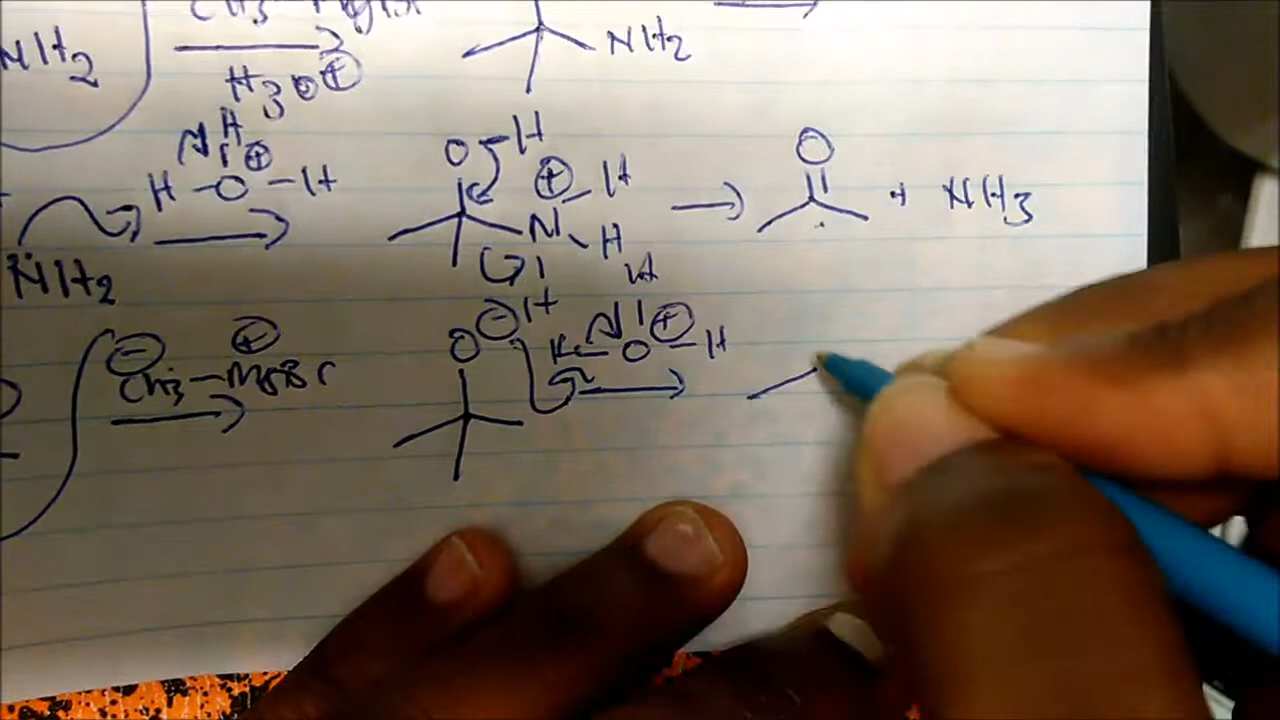 CH3-MgBr
NH2 NH2
H3O⊕
H O-H
H-O-H ⊕ ⊕ H O
N H + NH3
NH2 H H
⊖ ⊕ O ⊖ H ⊕
CH3-MgBr H-O-H